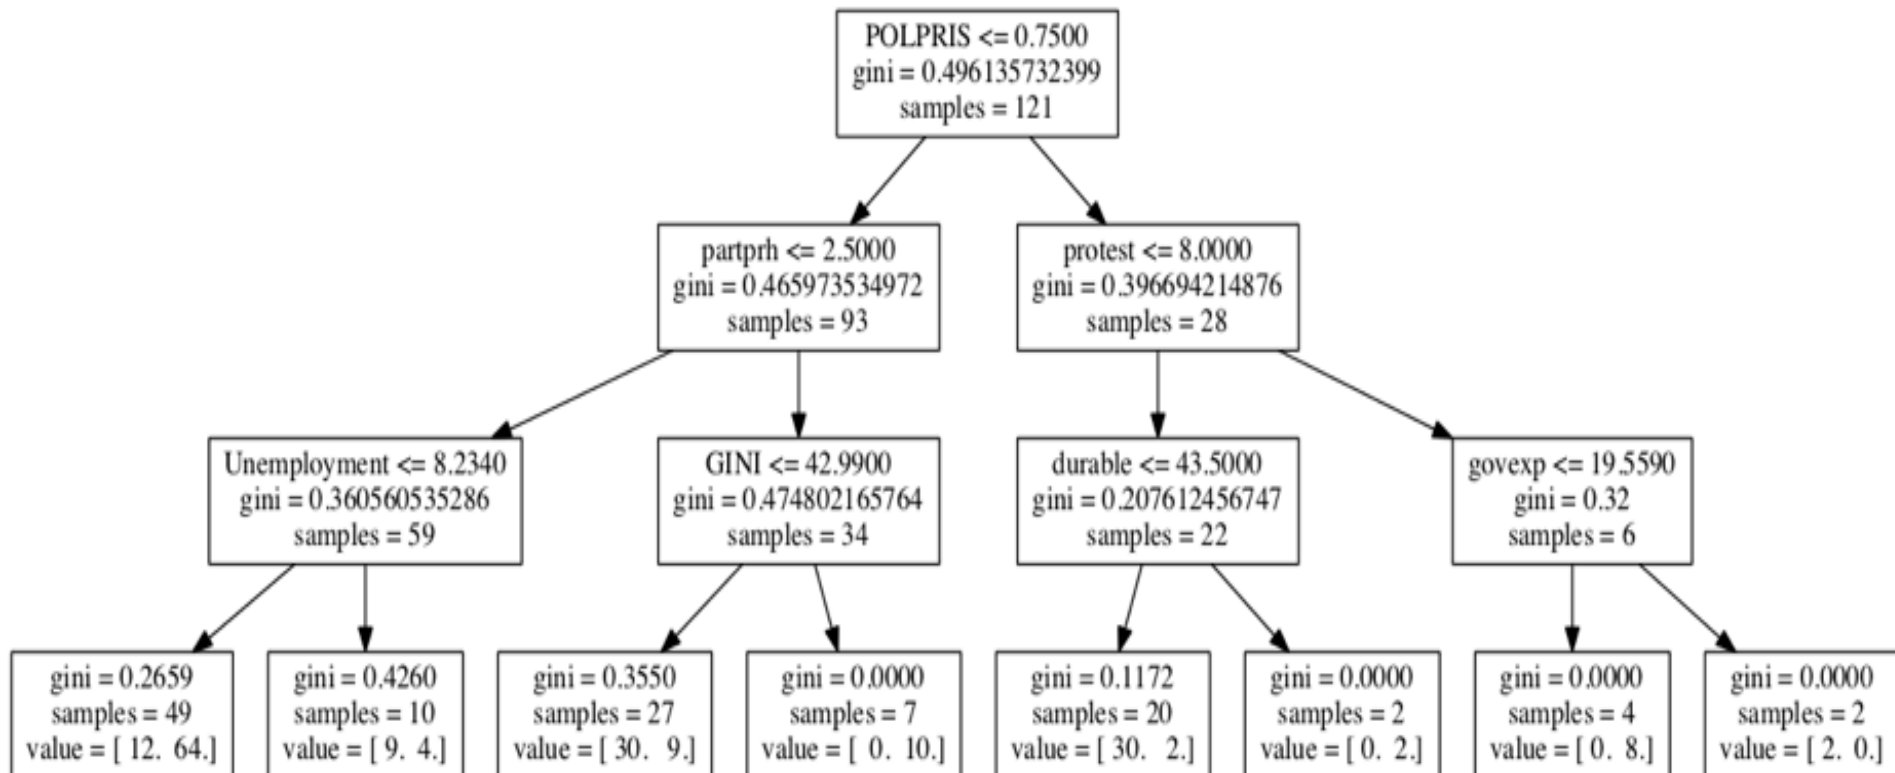 POLPRIS <= 0.7500
gini = 0.496135732399
samples = 121
partprh <= 2.5000
gini = 0.465973534972
samples = 93
protest <= 8.0000
gini = 0.396694214876
samples = 28
Unemployment <= 8.2340
gini = 0.360560535286
samples = 59
GINI <= 42.9900
gini = 0.474802165764
samples = 34
durable <= 43.5000
gini = 0.207612456747
samples = 22
govexp <= 19.5590
gini = 0.32
samples = 6
gini = 0.2659
samples = 49
value = [ 12. 64.]
gini = 0.4260
samples = 10
value = [ 9. 4.]
gini = 0.3550
samples = 27
value = [ 30. 9.]
gini = 0.0000
samples = 7
value = [ 0. 10.]
gini = 0.1172
samples = 20
value = [ 30. 2.]
gini = 0.0000
samples = 2
value = [ 0. 2.]
gini = 0.0000
samples = 4
value = [ 0. 8.]
gini = 0.0000
samples = 2
value = [ 2. 0.]